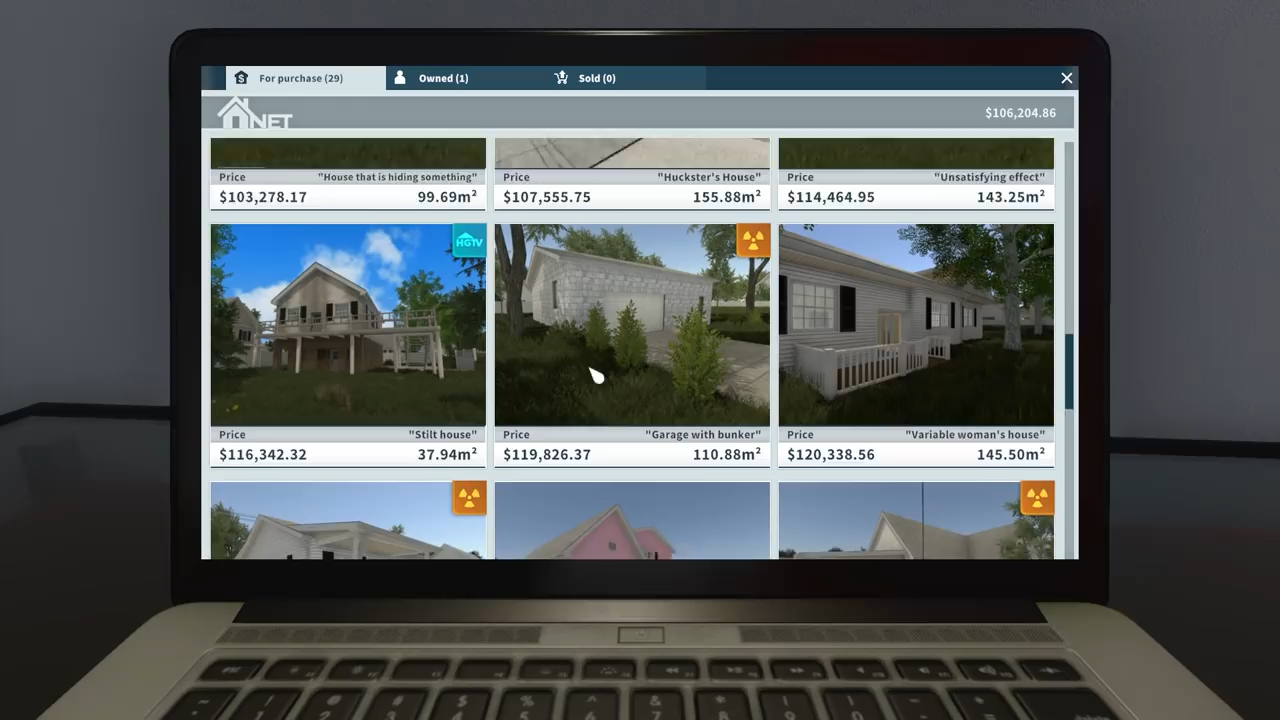 For purchase (29)
Owned (1)
Sold (0)
NET
$106,204.86
Price "House that is hiding something"
$103,278.17 99.69m²
Price "Huckster's House"
$107,555.75 155.88m²
Price "Unsatisfying effect"
$114,464.95 143.25m²
HGTV
Price "Stilt house"
$116,342.32 37.94m²
Price "Garage with bunker"
$119,826.37 110.88m²
Price "Variable woman's house"
$120,338.56 145.50m²